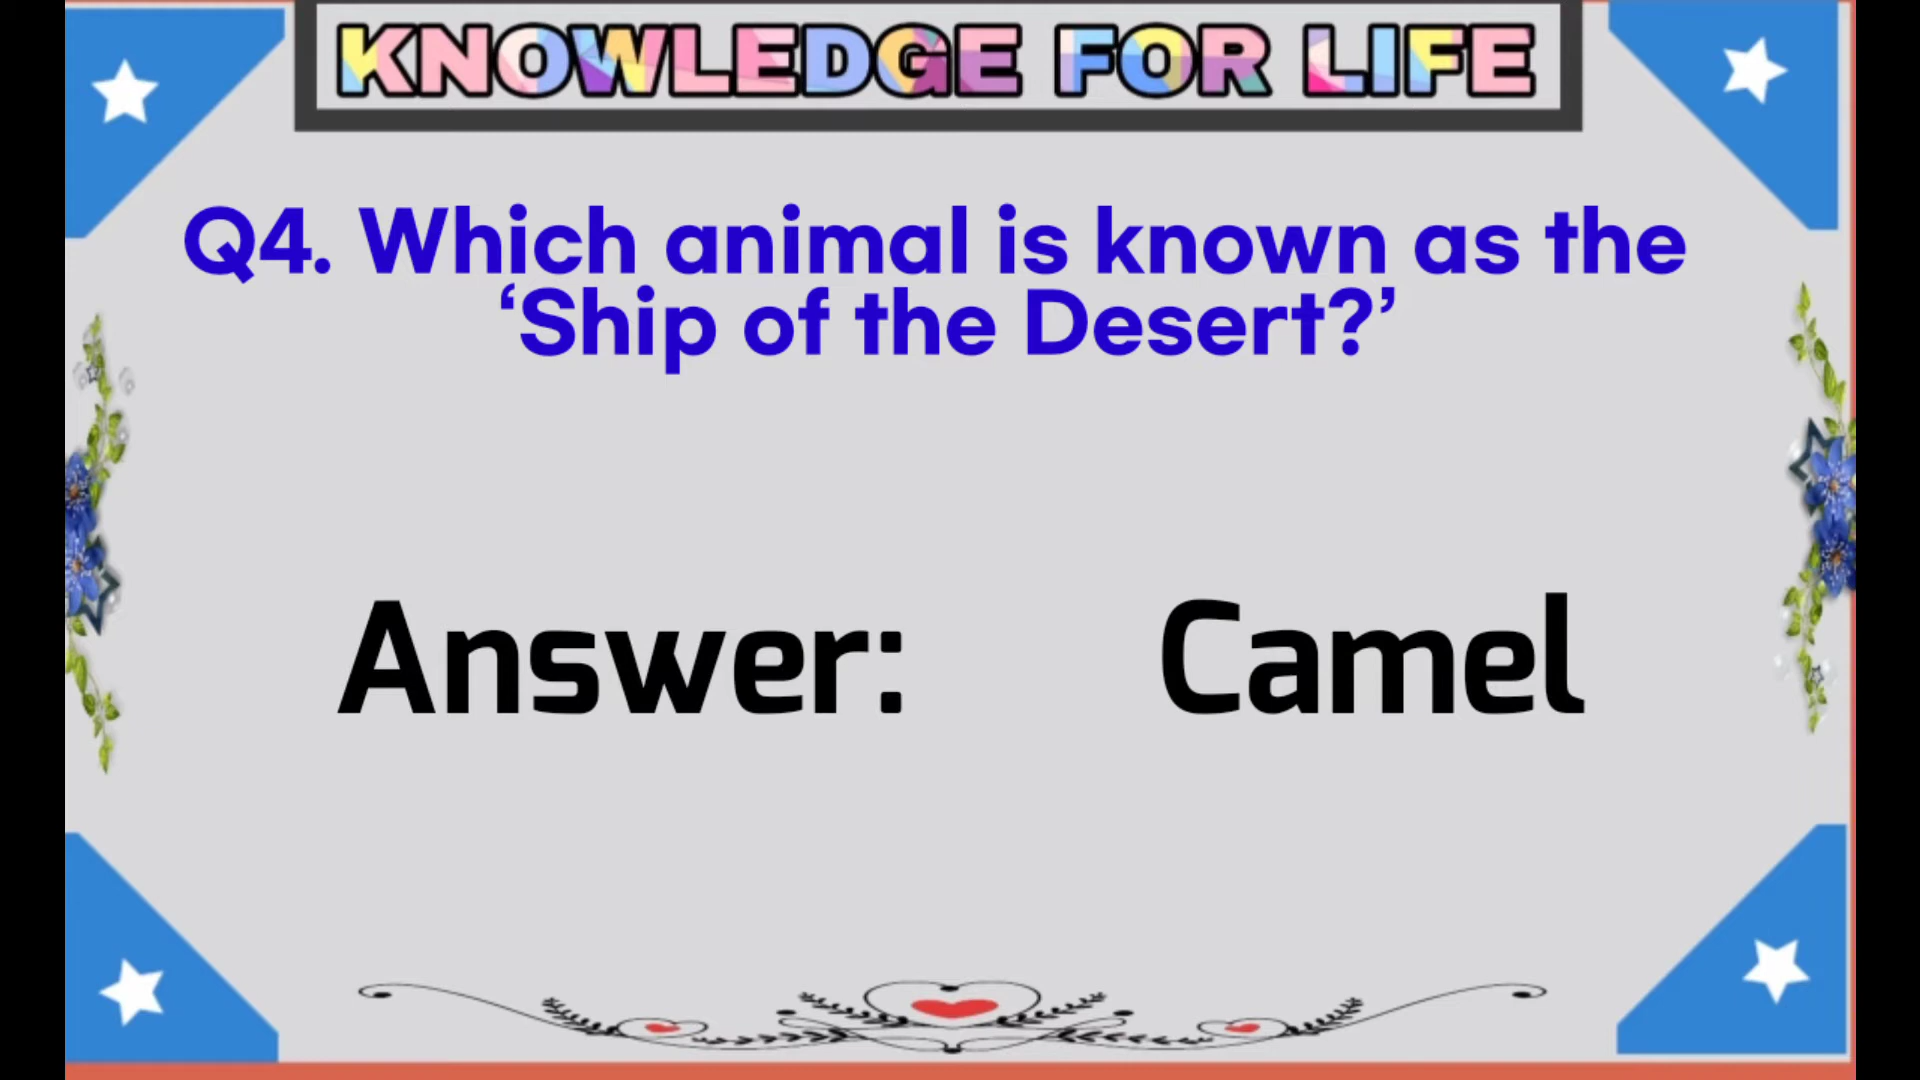 KNOWLEDGE FOR LIFE
Q4. Which animal is known as the
‘Ship of the Desert?’
Answer: Camel